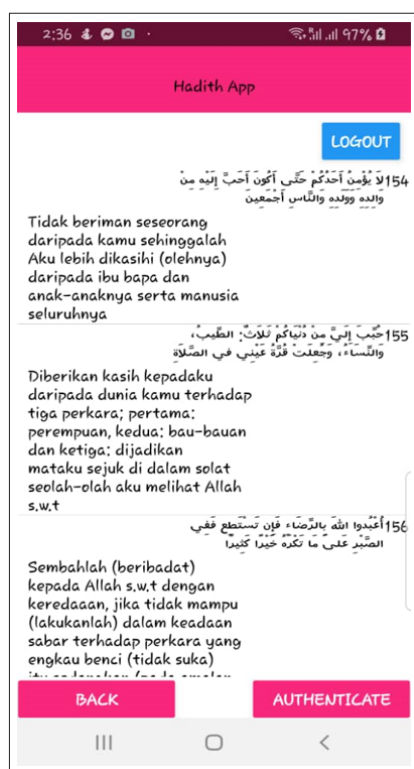 2:36
97%
Hadith App
LOGOUT
154لَا يُؤْمِنُ أَحَدُكُمْ حَتَّى أَكُونَ أَحَبَّ إِلَيْهِ مِنْ
وَالِدِهِ وَوَلَدِهِ وَالنَّاسِ أَجْمَعِينَ
Tidak beriman seseorang
daripada kamu sehinggalah
Aku lebih dikasihi (olehnya)
daripada ibu bapa dan
anak-anaknya serta manusia
seluruhnya
155حُبِّبَ إِلَيَّ مِنْ دُنْيَاكُمْ ثَلَاثٌ: الطِّيبُ،
وَالنِّسَاءُ، وَجُعِلَتْ قُرَّةُ عَيْنِي فِي الصَّلَاةِ
Diberikan kasih kepadaku
daripada dunia kamu terhadap
tiga perkara; pertama:
perempuan, kedua: bau-bauan
dan ketiga: dijadikan
mataku sejuk di dalam solat
seolah-olah aku melihat Allah
s.w.t
156أُعْبُدوا اللهَ بِالرِّضَاءِ فَإِن تَسْتَطِع فَفِي
الصَّبْرِ عَلَىَ مَا تَكْرَهُ خَيْرًا كَثِيرًا
Sembahlah (beribadat)
kepada Allah s.w.t dengan
keredaaan, jika tidak mampu
(lakukanlah) dalam keadaan
sabar terhadap perkara yang
engkau benci (tidak suka)
BACK
AUTHENTICATE